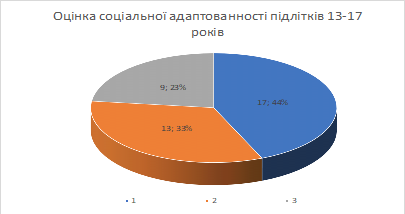 Оцінка соціальної адаптованності підлітків 13-17
років
9; 23%
17; 44%
13; 33%
1 2 3